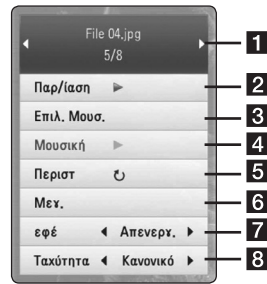 File 04.jpg
5/8
1
Παρ/ίαση
2
Επιλ. Μουσ.
3
Μουσική
4
Περιστ
5
Μεγ.
6
εφέ Απενεργ.
7
Ταχύτητα Κανονικό
8